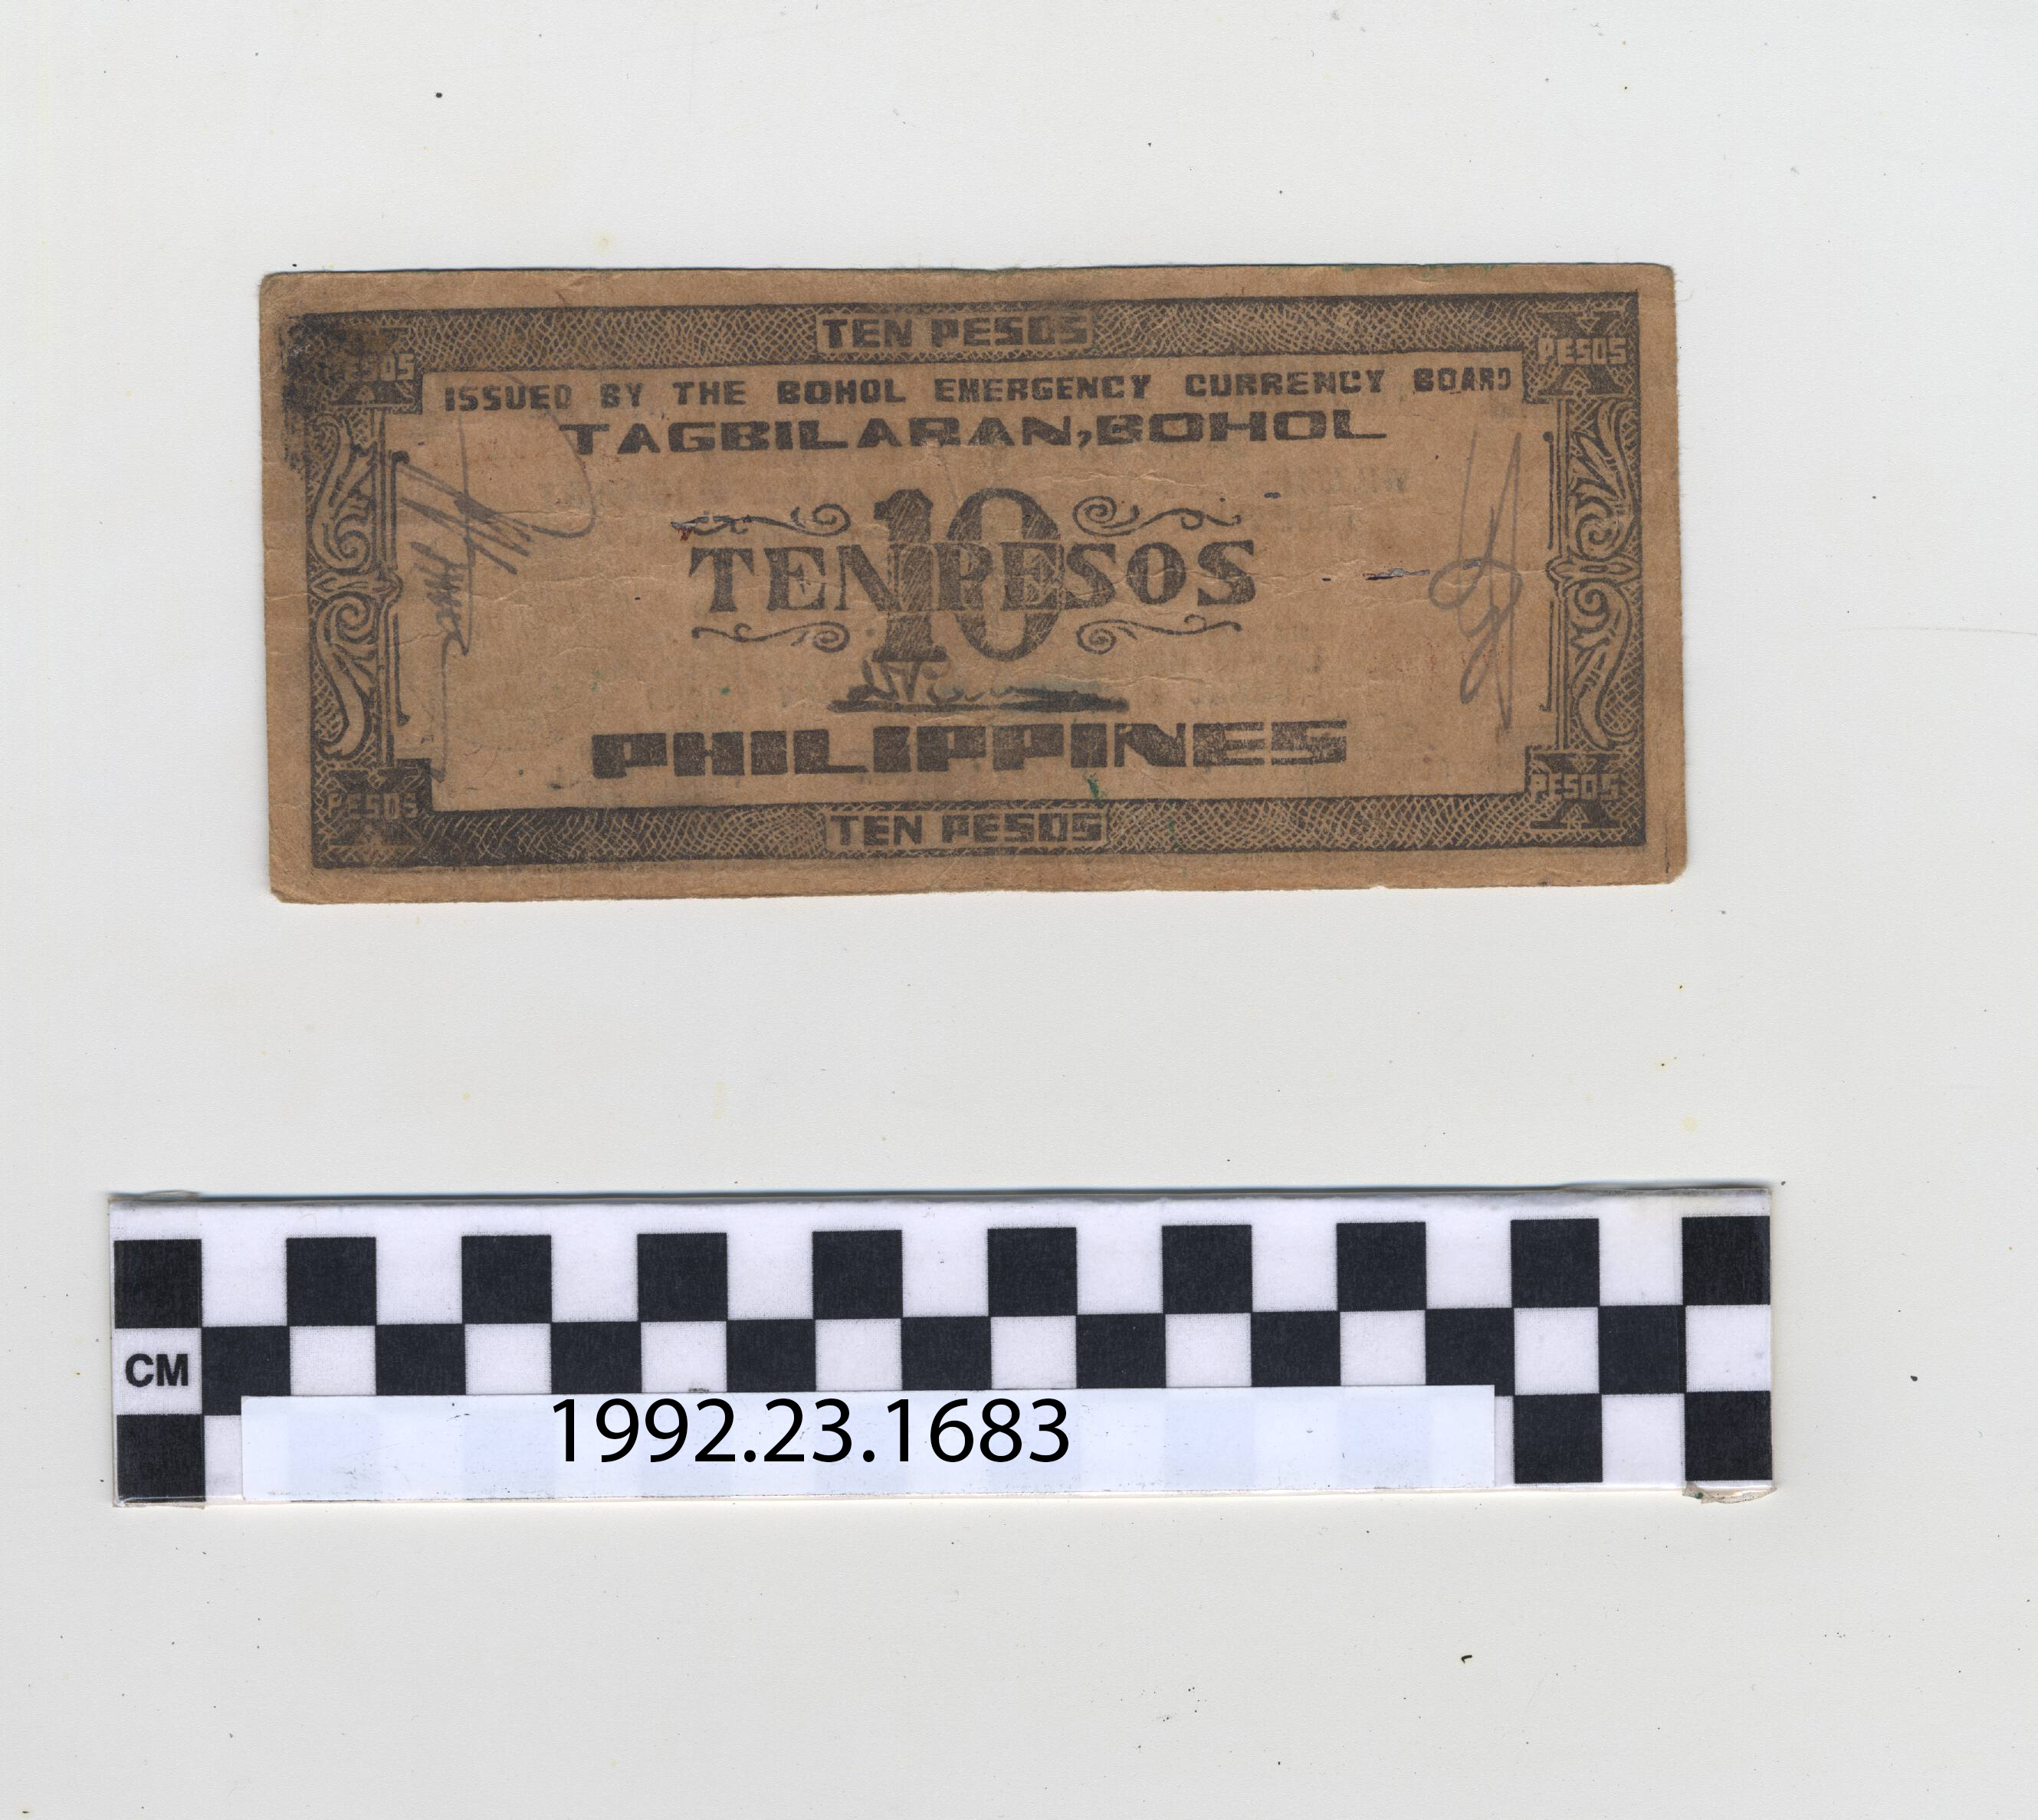 TEN PESOS
X PESOS
X PESOS
ISSUED BY THE BOHOL EMERGENCY CURRENCY BOARD
TAGBILARAN, BOHOL
10
TEN PESOS
PHILIPPINES
X PESOS
X PESOS
TEN PESOS
CM
1992.23.1683